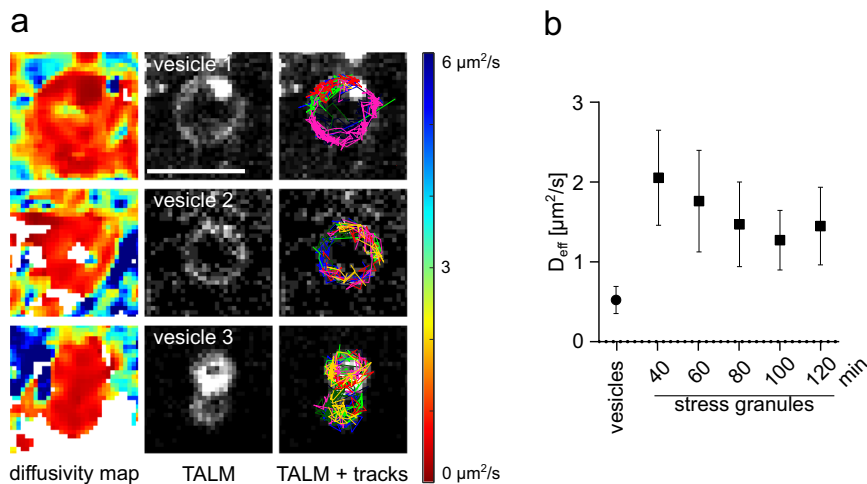 a
vesicle 1
vesicle 2
vesicle 3
diffusivity map
TALM
TALM + tracks
6 µm²/s
3
0 µm²/s
b
D_eff [µm²/s]
3
2
1
0
vesicles
40
60
80
100
120
min
stress granules